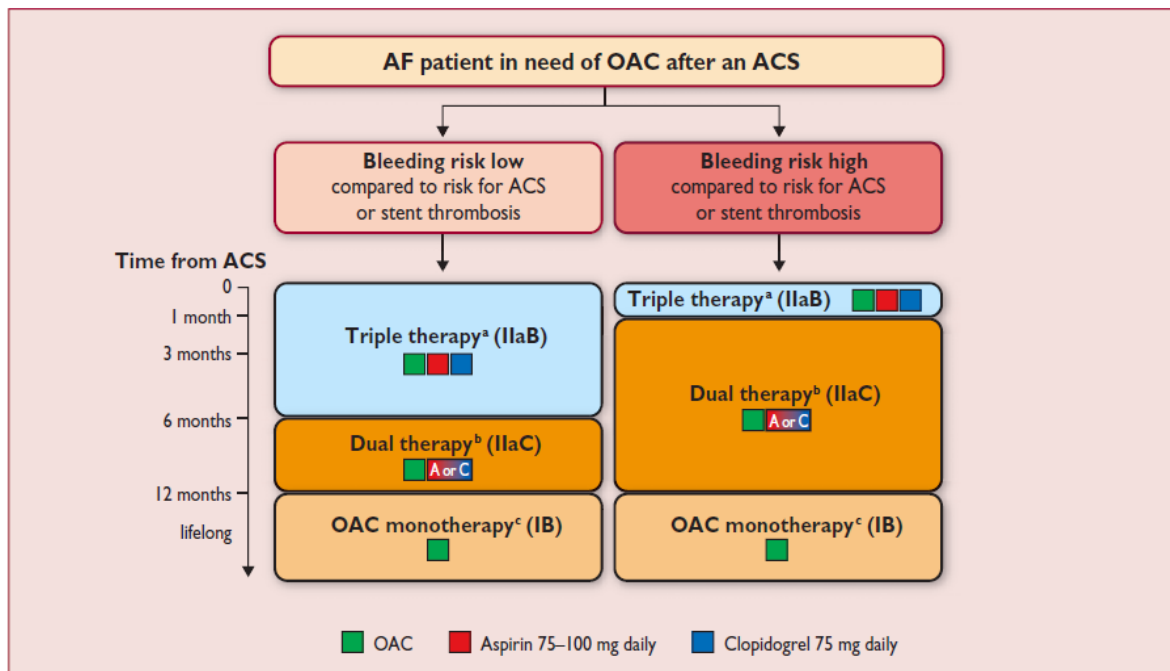 AF patient in need of OAC after an ACS
Bleeding risk low
compared to risk for ACS
or stent thrombosis
Bleeding risk high
compared to risk for ACS
or stent thrombosis
Time from ACS
0
1 month
3 months
6 months
12 months
lifelong
Triple therapyᵃ (IIaB)
Dual therapyᵇ (IIaC)
A or C
OAC monotherapyᶜ (IB)
Triple therapyᵃ (IIaB)
Dual therapyᵇ (IIaC)
A or C
OAC monotherapyᶜ (IB)
OAC
Aspirin 75–100 mg daily
Clopidogrel 75 mg daily